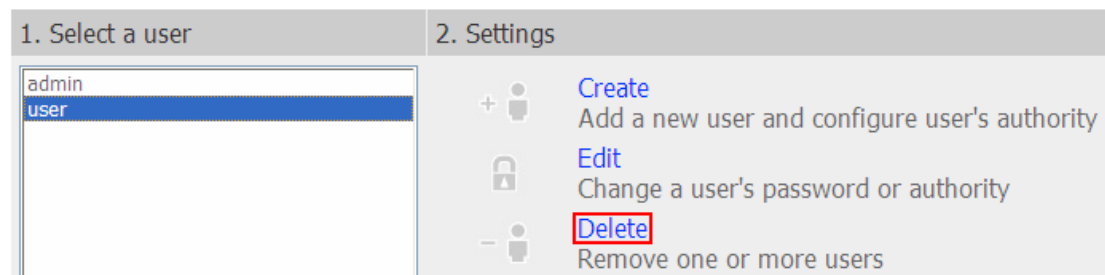 1. Select a user
2. Settings
admin
user
Create
Add a new user and configure user's authority
Edit
Change a user's password or authority
Delete
Remove one or more users